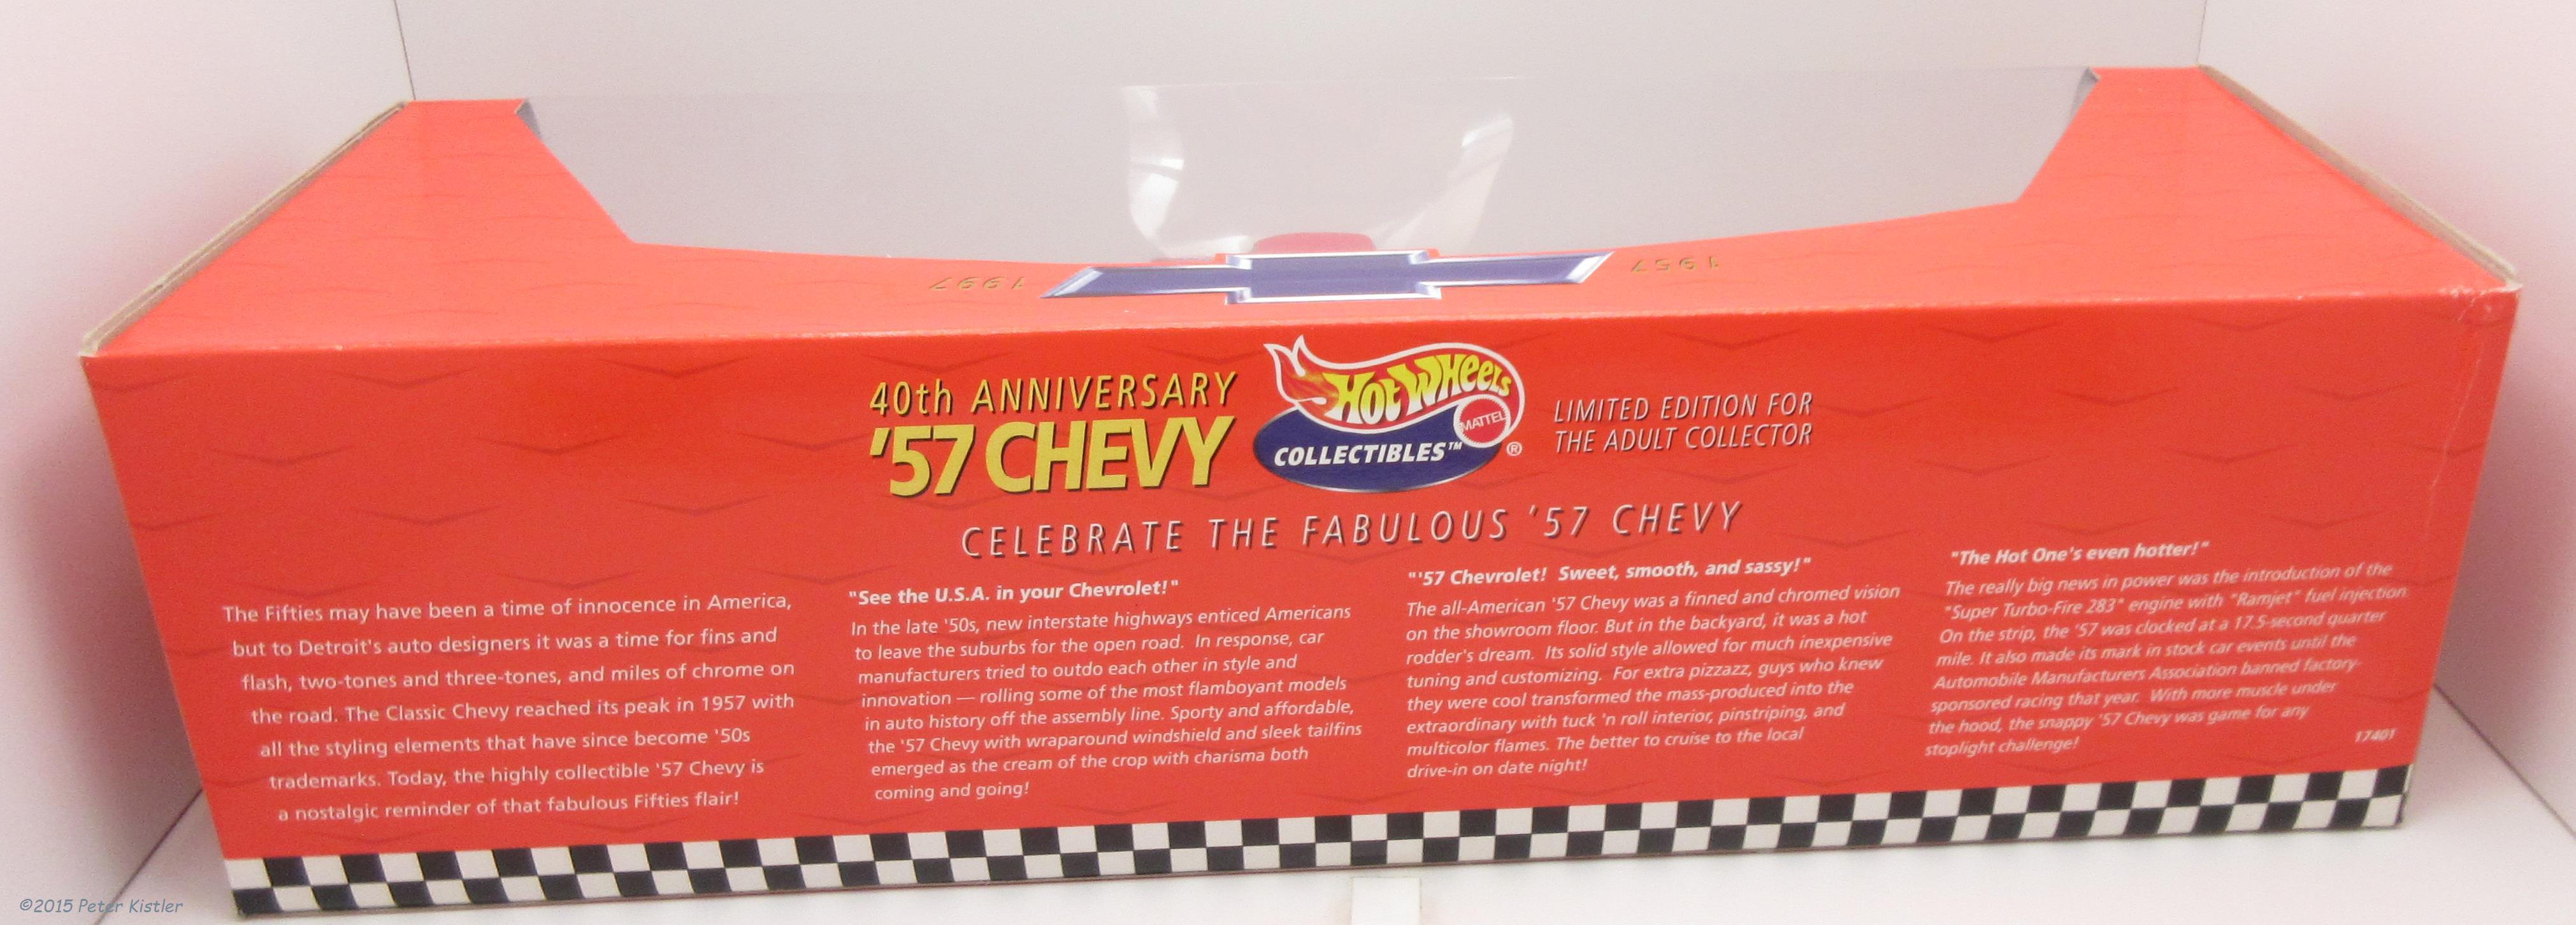 1997
1957
40th ANNIVERSARY
'57 CHEVY
Hot Wheels
MATTEL
COLLECTIBLES™
®
LIMITED EDITION FOR
THE ADULT COLLECTOR
CELEBRATE THE FABULOUS '57 CHEVY
The Fifties may have been a time of innocence in America,
but to Detroit's auto designers it was a time for fins and
flash, two-tones and three-tones, and miles of chrome on
the road. The Classic Chevy reached its peak in 1957 with
all the styling elements that have since become '50s
trademarks. Today, the highly collectible '57 Chevy is
a nostalgic reminder of that fabulous Fifties flair!
"See the U.S.A. in your Chevrolet!"
In the late '50s, new interstate highways enticed Americans
to leave the suburbs for the open road. In response, car
manufacturers tried to outdo each other in style and
innovation — rolling some of the most flamboyant models
in auto history off the assembly line. Sporty and affordable,
the '57 Chevy with wraparound windshield and sleek tailfins
emerged as the cream of the crop with charisma both
coming and going!
"'57 Chevrolet! Sweet, smooth, and sassy!"
The all-American '57 Chevy was a finned and chromed vision
on the showroom floor. But in the backyard, it was a hot
rodder's dream. Its solid style allowed for much inexpensive
tuning and customizing. For extra pizzazz, guys who knew
they were cool transformed the mass-produced into the
extraordinary with tuck 'n roll interior, pinstriping, and
multicolor flames. The better to cruise to the local
drive-in on date night!
"The Hot One's even hotter!"
The really big news in power was the introduction of the
"Super Turbo-Fire 283" engine with "Ramjet" fuel injection.
On the strip, the '57 was clocked at a 17.5-second quarter
mile. It also made its mark in stock car events until the
Automobile Manufacturers Association banned factory-
sponsored racing that year. With more muscle under
the hood, the snappy '57 Chevy was game for any
stoplight challenge!
17401
©2015 Peter Kistler